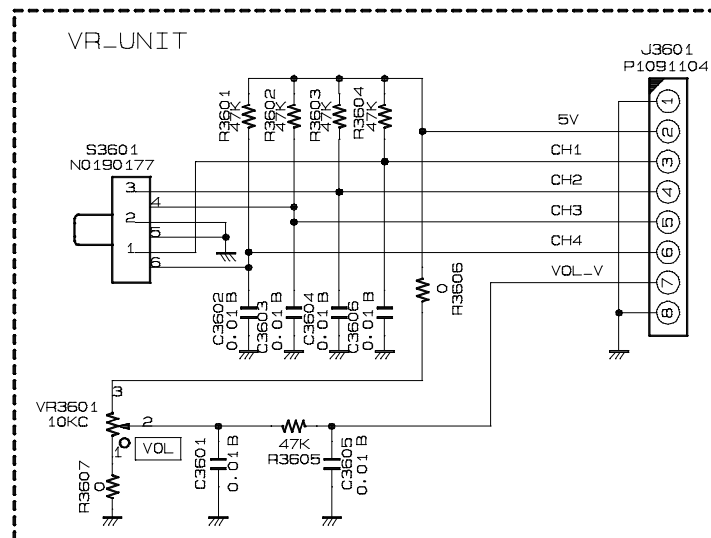 VR_UNIT
J3601
P1091104
R3601
47K
R3602
47K
R3603
47K
R3604
47K
1
5V
2
S3601
N0190177
CH1
3
3
CH2
4
4
2
CH3
5
5
1
CH4
6
6
VOL_V
7
R3606
0
8
C3602
0.01 B
C3603
0.01 B
C3604
0.01 B
C3606
0.01 B
3
VR3601
10KC
2
1
VOL
47K
R3605
C3601
0.01 B
C3605
0.01 B
R3607
0